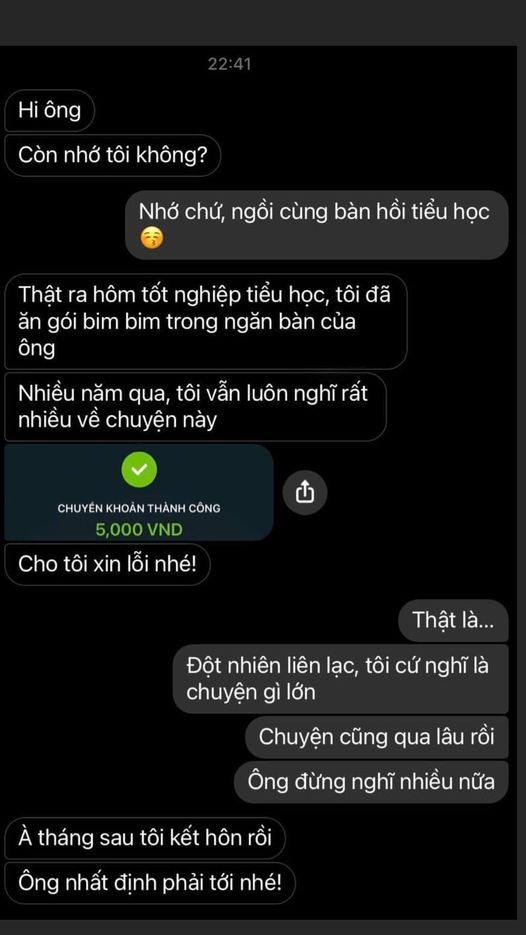 22:41
Hi ông
Còn nhớ tôi không?
Nhớ chứ, ngồi cùng bàn hồi tiểu học
😚
Thật ra hôm tốt nghiệp tiểu học, tôi đã
ăn gói bim bim trong ngăn bàn của
ông
Nhiều năm qua, tôi vẫn luôn nghĩ rất
nhiều về chuyện này
CHUYỂN KHOẢN THÀNH CÔNG
5,000 VND
Cho tôi xin lỗi nhé!
Thật là...
Đột nhiên liên lạc, tôi cứ nghĩ là
chuyện gì lớn
Chuyện cũng qua lâu rồi
Ông đừng nghĩ nhiều nữa
À tháng sau tôi kết hôn rồi
Ông nhất định phải tới nhé!